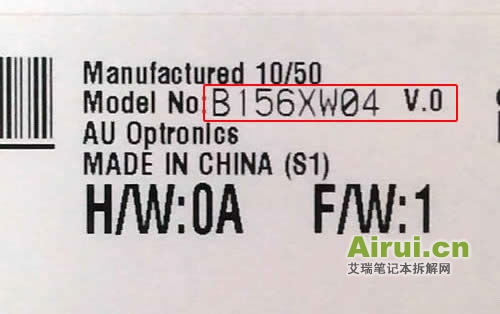 Manufactured 10/50
Model No: B156XW04 V.0
AU Optronics
MADE IN CHINA (S1)
H/W:0A F/W:1
Airui.cn
艾瑞笔记本拆解网